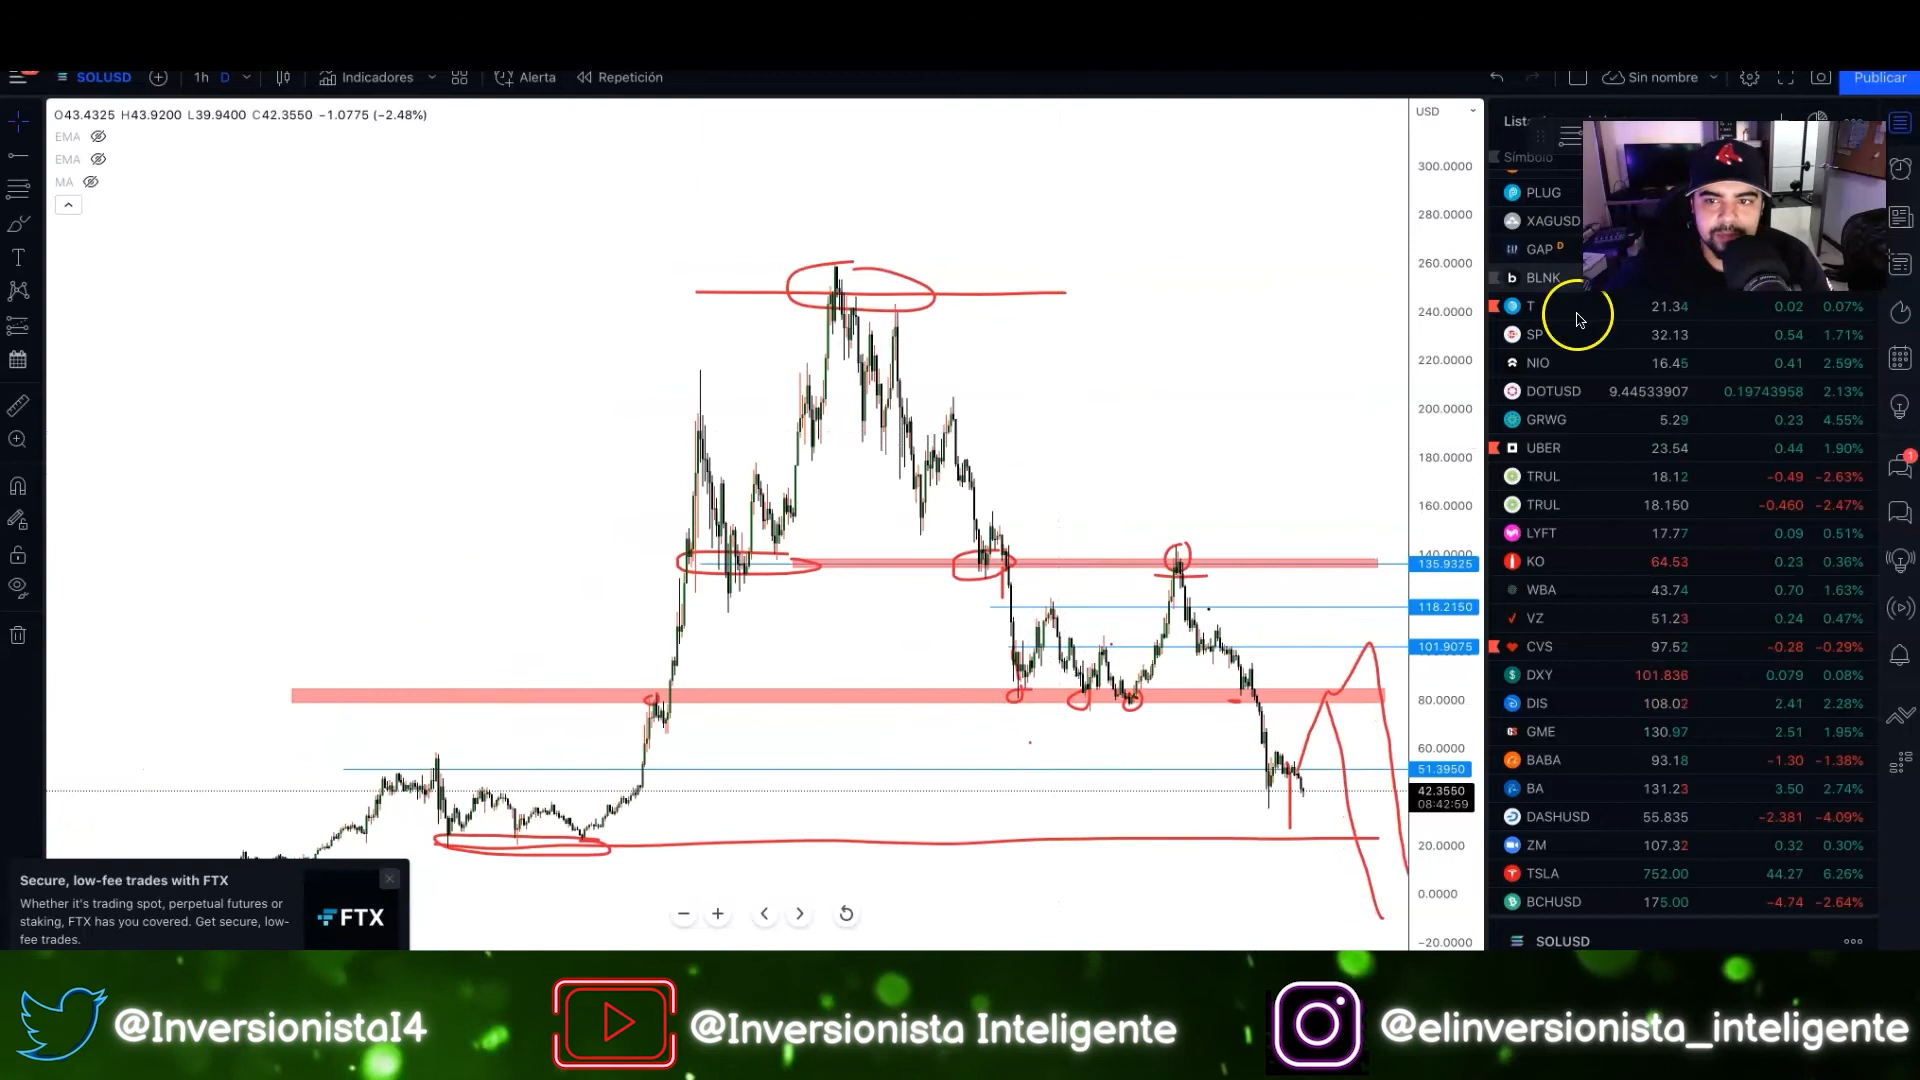 SOLUSD
1h
D
Indicadores
Alerta
Repetición
Sin nombre
Publicar
O43.4325 H43.9200 L39.9400 C42.3550 −1.0775 (−2.48%)
EMA
EMA
MA
USD
300.0000
280.0000
260.0000
240.0000
220.0000
200.0000
180.0000
160.0000
140.0000
135.9325
118.2150
101.9075
80.0000
60.0000
51.3950
42.3550
08:42:59
20.0000
0.0000
−20.0000
Símbolo
PLUG
XAGUSD
GAP D
BLNK
T 21.34 0.02 0.07%
SP 32.13 0.54 1.71%
NIO 16.45 0.41 2.59%
DOTUSD 9.44533907 0.19743958 2.13%
GRWG 5.29 0.23 4.55%
UBER 23.54 0.44 1.90%
TRUL 18.12 −0.49 −2.63%
TRUL 18.150 −0.460 −2.47%
LYFT 17.77 0.09 0.51%
KO 64.53 0.23 0.36%
WBA 43.74 0.70 1.63%
VZ 51.23 0.24 0.47%
CVS 97.52 −0.28 −0.29%
DXY 101.836 0.079 0.08%
DIS 108.02 2.41 2.28%
GME 130.97 2.51 1.95%
BABA 93.18 −1.30 −1.38%
BA 131.23 3.50 2.74%
DASHUSD 55.835 −2.381 −4.09%
ZM 107.32 0.32 0.30%
TSLA 752.00 44.27 6.26%
BCHUSD 175.00 −4.74 −2.64%
SOLUSD
1
Secure, low-fee trades with FTX
Whether it's trading spot, perpetual futures or
staking, FTX has you covered. Get secure, low-
fee trades.
FTX
@InversionistaI4
@Inversionista Inteligente
@elinversionista_inteligente